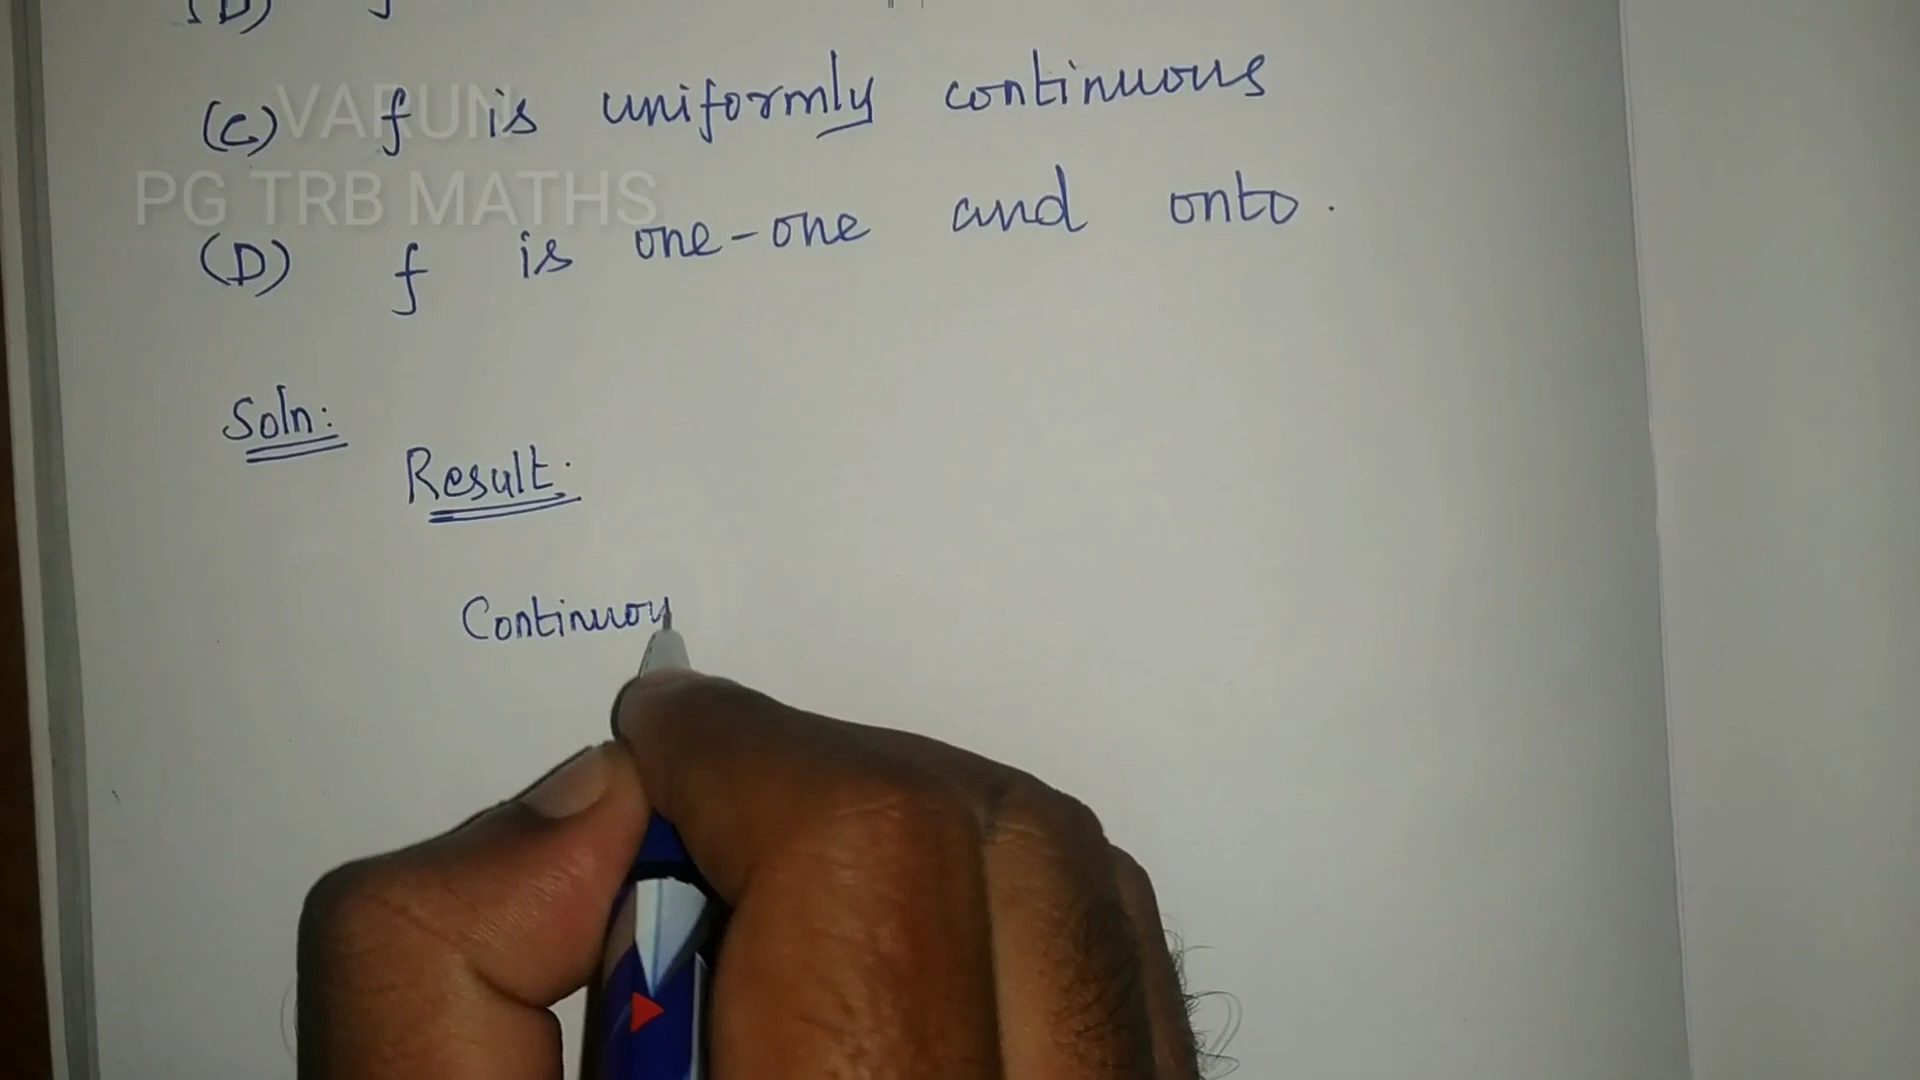 (B) f
(C) f is uniformly continuous
(D) f is one-one and onto.
Soln:
Result:
Continuou
VARUN
PG TRB MATHS